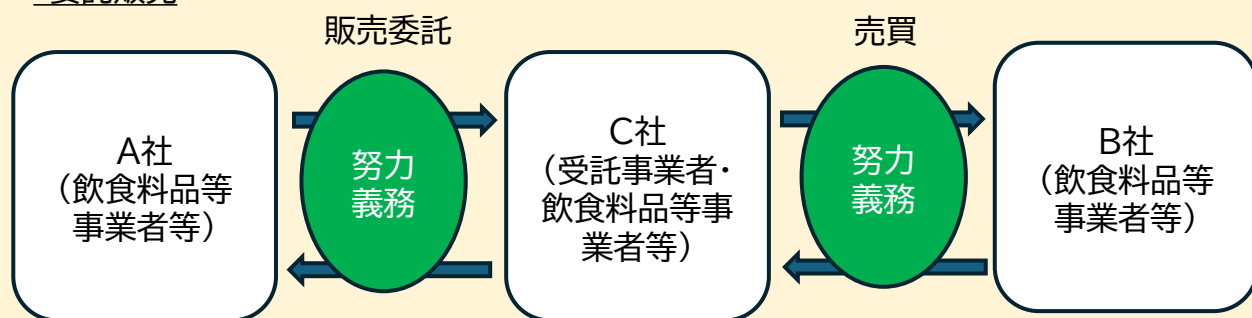 販売委託
売買
A社
（飲食料品等
事業者等）
努力
義務
C社
（受託事業者・
飲食料品等事
業者等）
努力
義務
B社
（飲食料品等
事業者等）